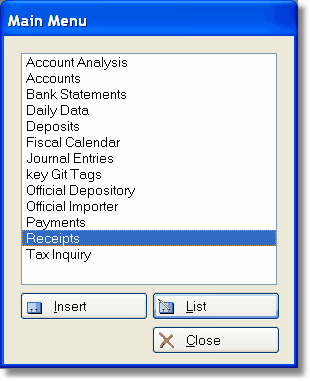 Main Menu
Account Analysis
Accounts
Bank Statements
Daily Data
Deposits
Fiscal Calendar
Journal Entries
key Git Tags
Official Depository
Official Importer
Payments
Receipts
Tax Inquiry
Insert
List
Close